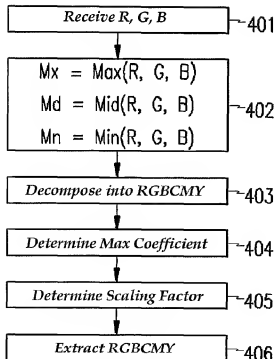 Receive R, G, B
401
Mx = Max(R, G, B)
Md = Mid(R, G, B)
402
Mn = Min(R, G, B)
Decompose into RGBCMY
403
Determine Max Coefficient
404
Determine Scaling Factor
405
Extract RGBCMY
406